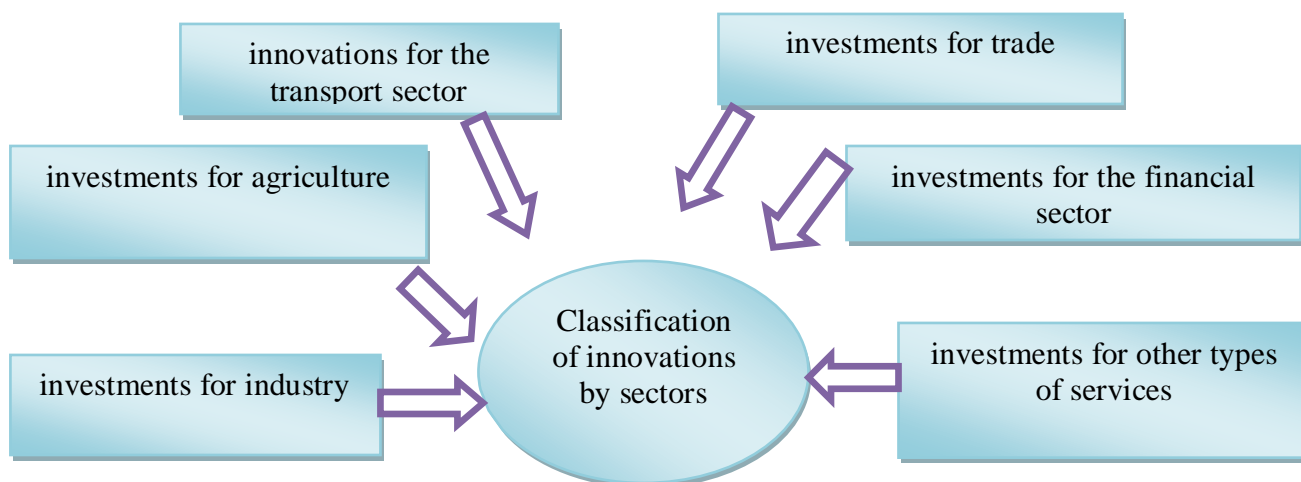 innovations for the
transport sector
investments for trade
investments for agriculture
investments for the financial
sector
Classification
of innovations
by sectors
investments for industry
investments for other types
of services